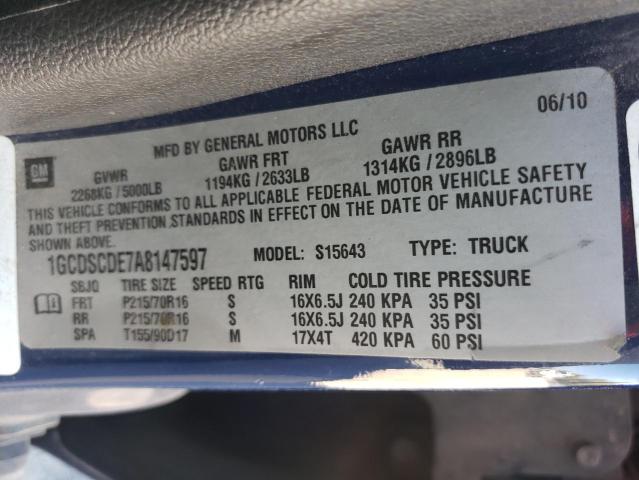 06/10
MFD BY GENERAL MOTORS LLC
GM
GVWR GAWR FRT GAWR RR
2268KG / 5000LB 1194KG / 2633LB 1314KG / 2896LB
THIS VEHICLE CONFORMS TO ALL APPLICABLE FEDERAL MOTOR VEHICLE SAFETY
AND THEFT PREVENTION STANDARDS IN EFFECT ON THE DATE OF MANUFACTURE
SHOWN ABOVE.
1GCDSCDE7A8147597 MODEL: S15643 TYPE: TRUCK
SBJQ TIRE SIZE SPEED RTG RIM COLD TIRE PRESSURE
FRT P215/70R16 S 16X6.5J 240 KPA 35 PSI
RR P215/70R16 S 16X6.5J 240 KPA 35 PSI
SPA T155/90D17 M 17X4T 420 KPA 60 PSI